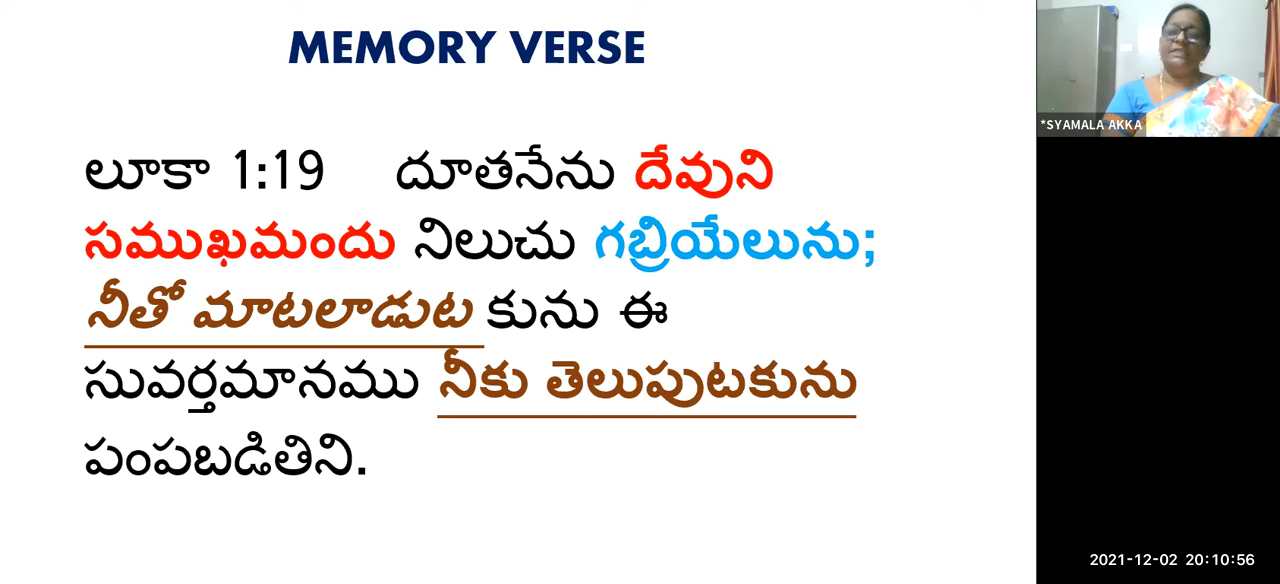 MEMORY VERSE
లూకా 1:19 దూతనేను దేవుని
సముఖమందు నిలుచు గబ్రియేలును;
నీతో మాటలాడుట కును ఈ
సువర్తమానము నీకు తెలుపుటకును
పంపబడితిని.
*SYAMALA AKKA
2021-12-02 20:10:56